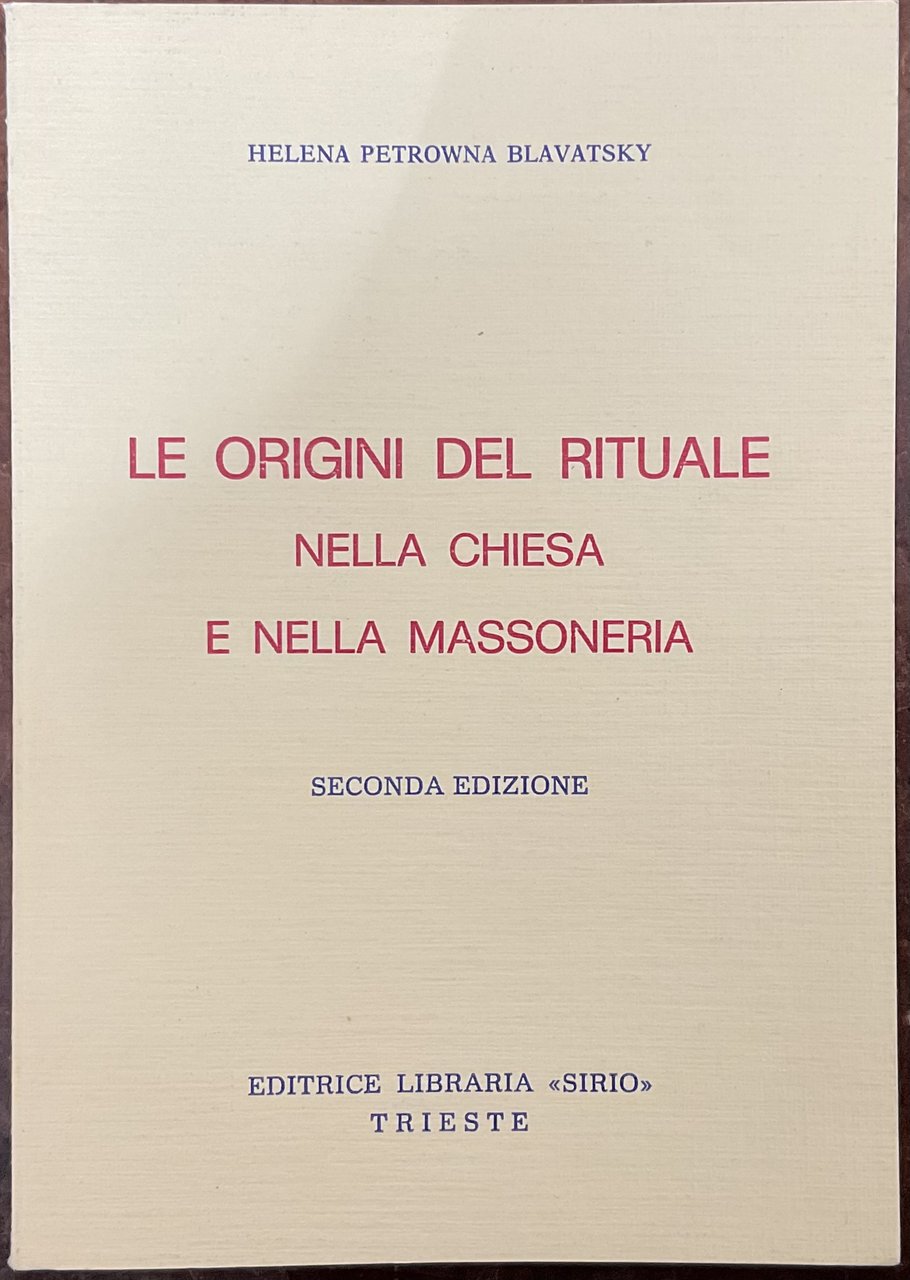 HELENA PETROWNA BLAVATSKY
LE ORIGINI DEL RITUALE
NELLA CHIESA
E NELLA MASSONERIA
SECONDA EDIZIONE
EDITRICE LIBRARIA «SIRIO»
TRIESTE